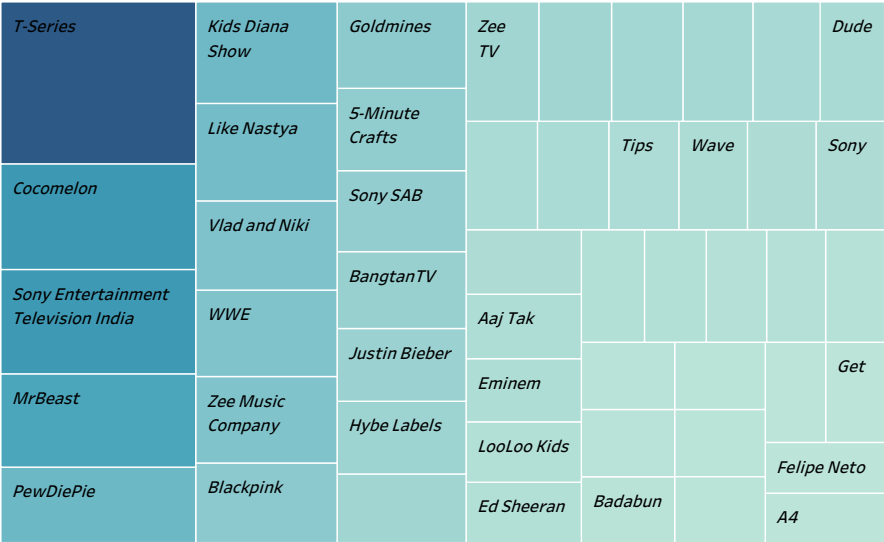 T-Series
Cocomelon
Sony Entertainment
Television India
MrBeast
PewDiePie
Kids Diana
Show
Like Nastya
Vlad and Niki
WWE
Zee Music
Company
Blackpink
Goldmines
5-Minute
Crafts
Sony SAB
BangtanTV
Justin Bieber
Hybe Labels
Zee
TV
Dude
Tips
Wave
Sony
Aaj Tak
Eminem
LooLoo Kids
Ed Sheeran
Badabun
Get
Felipe Neto
A4